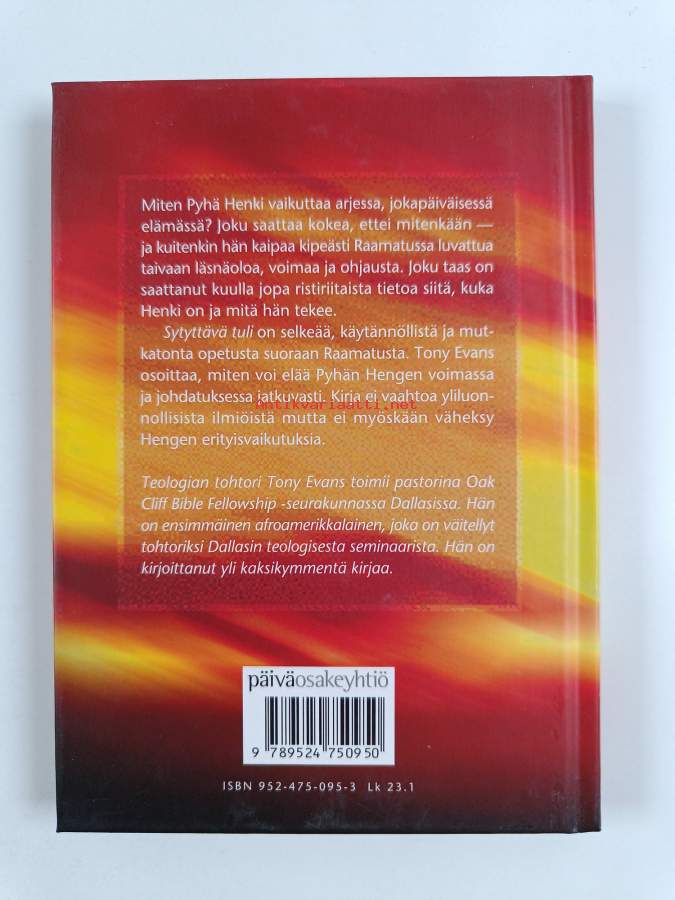 Miten Pyhä Henki vaikuttaa arjessa, jokapäiväisessä
elämässä? Joku saattaa kokea, ettei mitenkään —
ja kuitenkin hän kaipaa kipeästi Raamatussa luvattua
taivaan läsnäoloa, voimaa ja ohjausta. Joku taas on
saattanut kuulla jopa ristiriitaista tietoa siitä, kuka
Henki on ja mitä hän tekee.
Sytyttävä tuli on selkeää, käytännöllistä ja mut-
katonta opetusta suoraan Raamatusta. Tony Evans
osoittaa, miten voi elää Pyhän Hengen voimassa
ja johdatuksessa jatkuvasti. Kirja ei vaahtoa yliluon-
antikvariaatti.net
nollisista ilmiöistä mutta ei myöskään väheksy
Hengen erityisvaikutuksia.
Teologian tohtori Tony Evans toimii pastorina Oak
Cliff Bible Fellowship -seurakunnassa Dallasissa. Hän
on ensimmäinen afroamerikkalainen, joka on väitellyt
tohtoriksi Dallasin teologisesta seminaarista. Hän on
kirjoittanut yli kaksikymmentä kirjaa.
päiväosakeyhtiö
9 789524 750950
ISBN 952-475-095-3 Lk 23.1